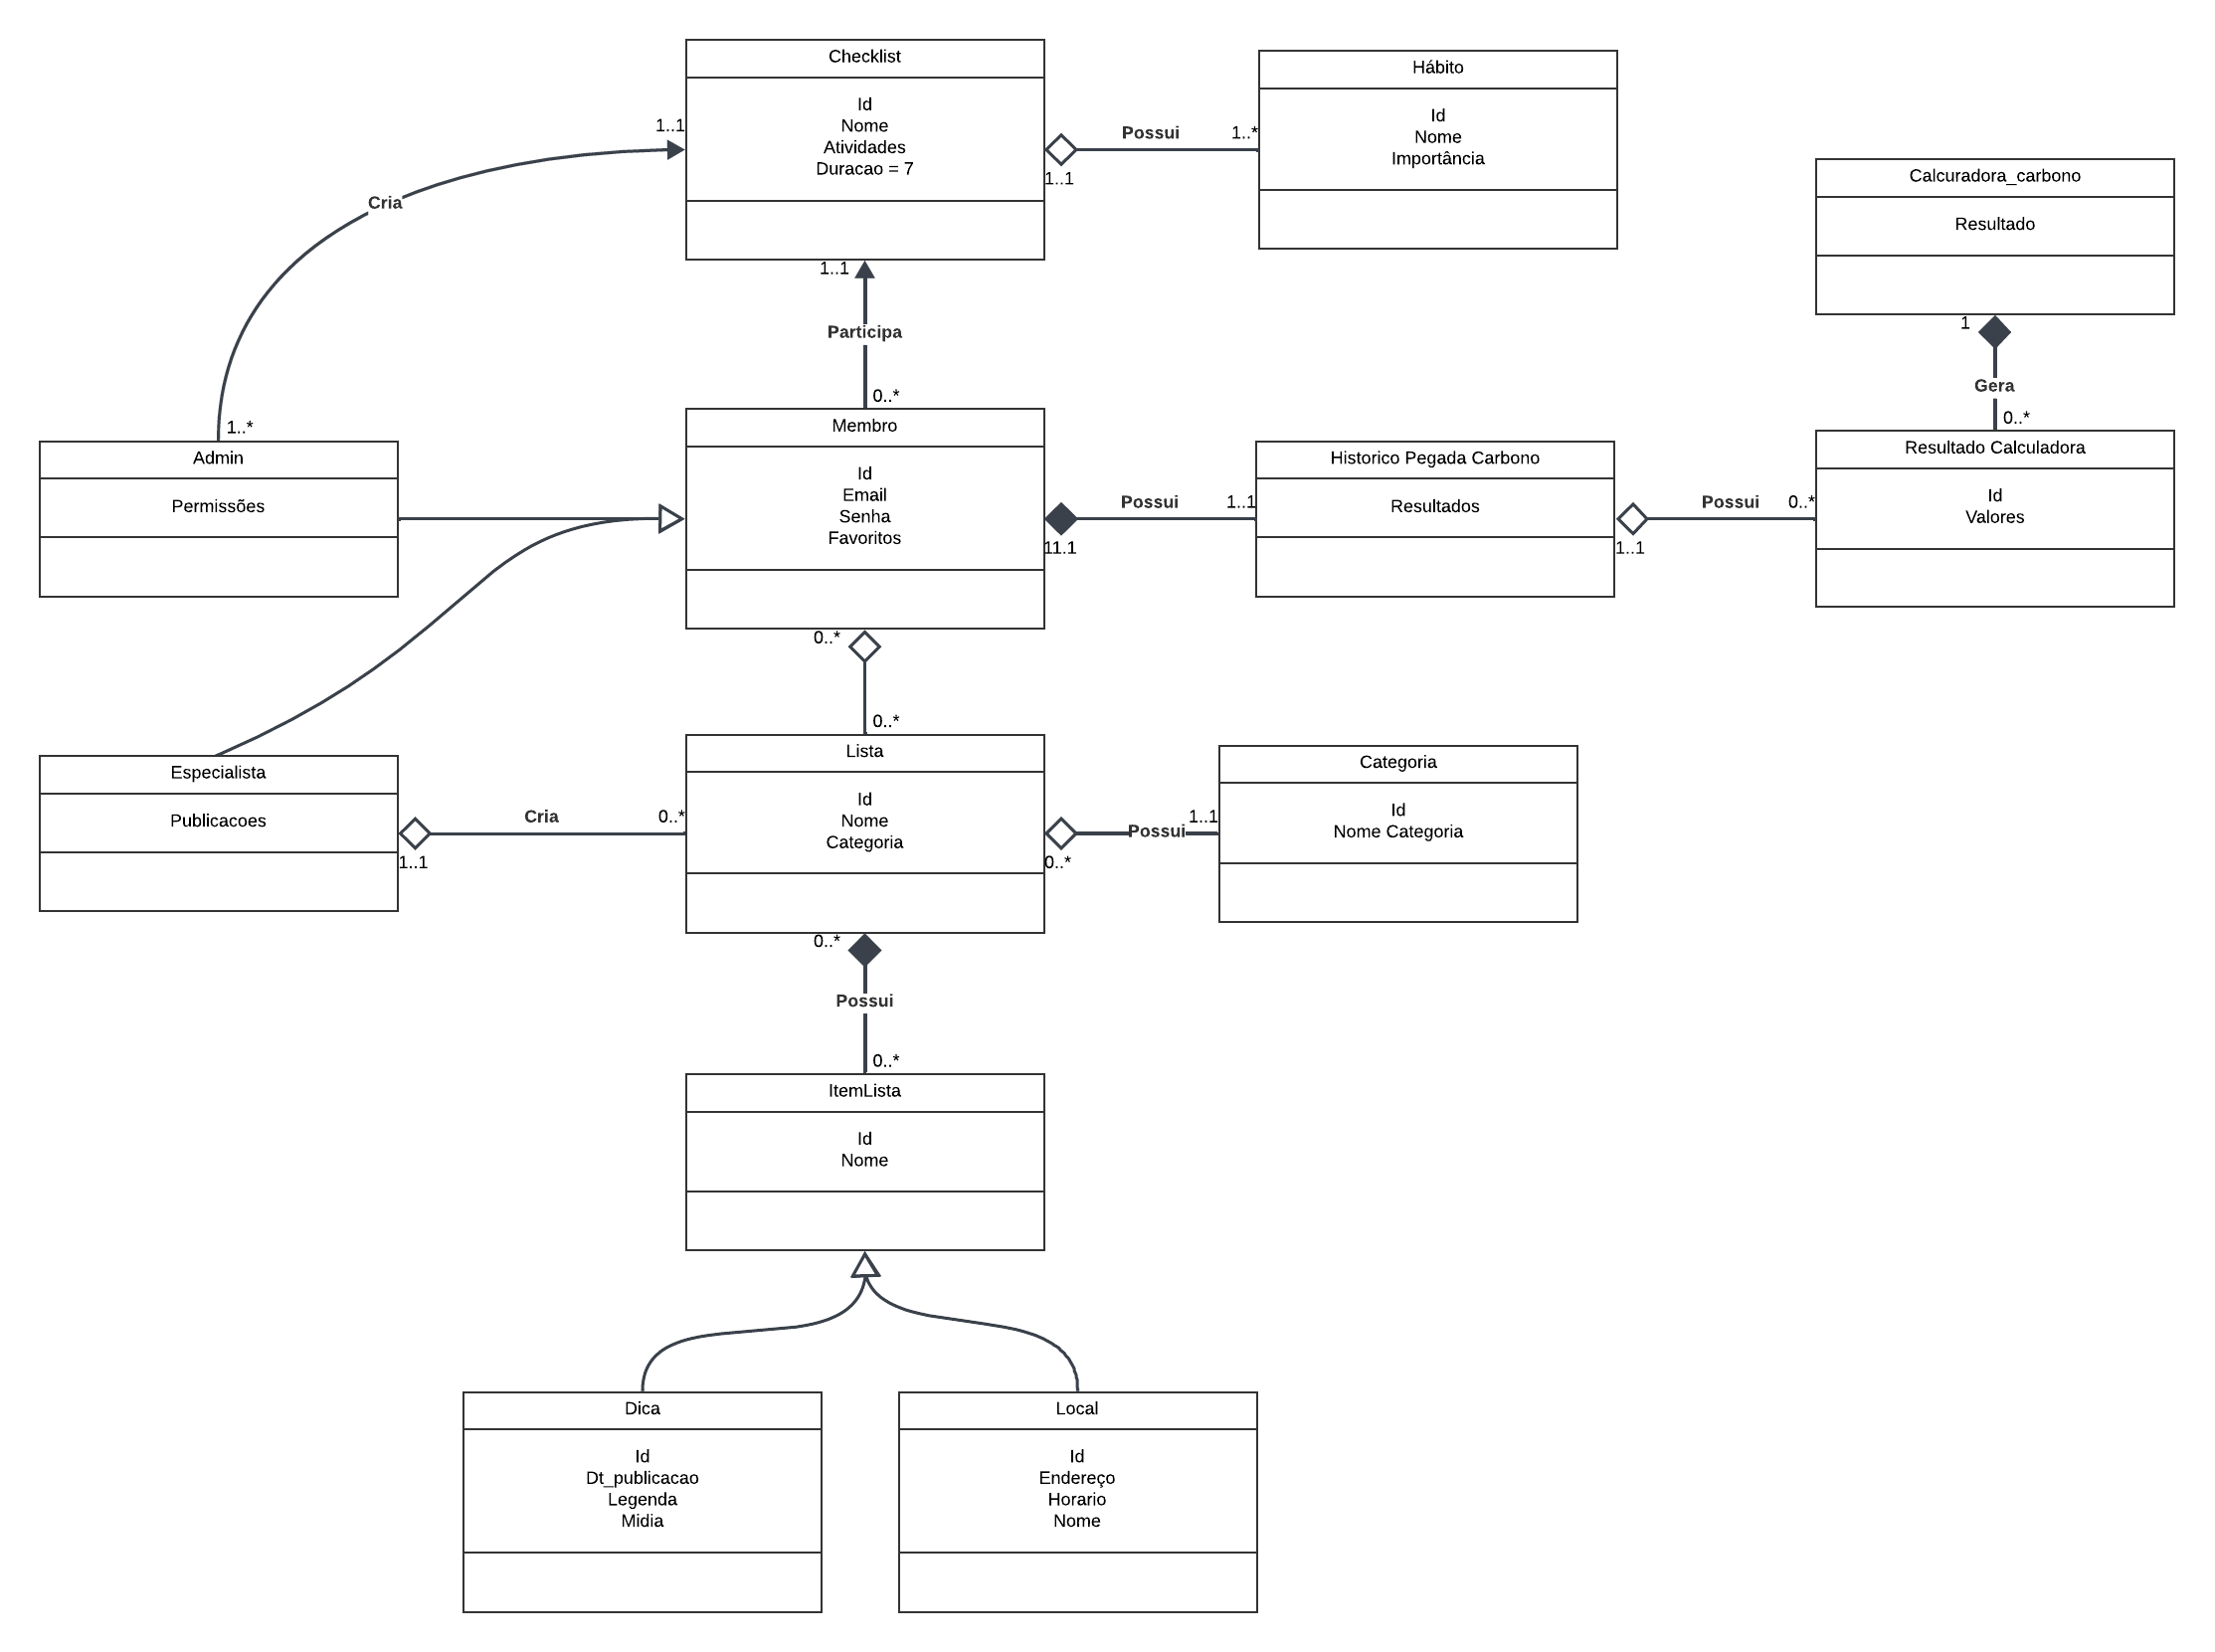 Checklist
Id
Nome
Atividades
Duracao = 7
Hábito
Id
Nome
Importância
Possui
1..1
1..*
Calcuradora_carbono
Resultado
1..1
Cria
1..*
1..1
Participa
0..*
1
Gera
0..*
Admin
Permissões
Membro
Id
Email
Senha
Favoritos
Possui
11.1
1..1
Historico Pegada Carbono
Resultados
Possui
1..1
0..*
Resultado Calculadora
Id
Valores
0..*
0..*
Especialista
Publicacoes
Cria
1..1
0..*
Lista
Id
Nome
Categoria
Possui
0..*
1..1
Categoria
Id
Nome Categoria
0..*
Possui
0..*
ItemLista
Id
Nome
Dica
Id
Dt_publicacao
Legenda
Midia
Local
Id
Endereço
Horario
Nome